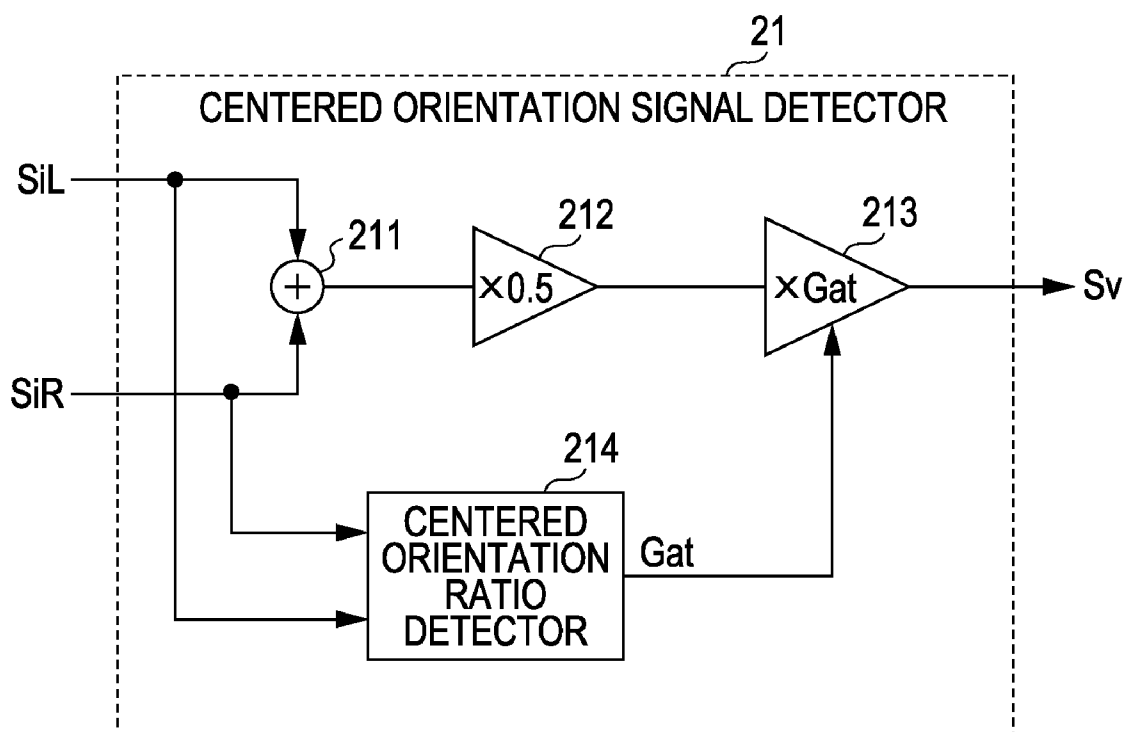 21
CENTERED ORIENTATION SIGNAL DETECTOR
SiL
211
212
213
+
×0.5
×Gat
Sv
SiR
214
CENTERED
ORIENTATION
RATIO
DETECTOR
Gat